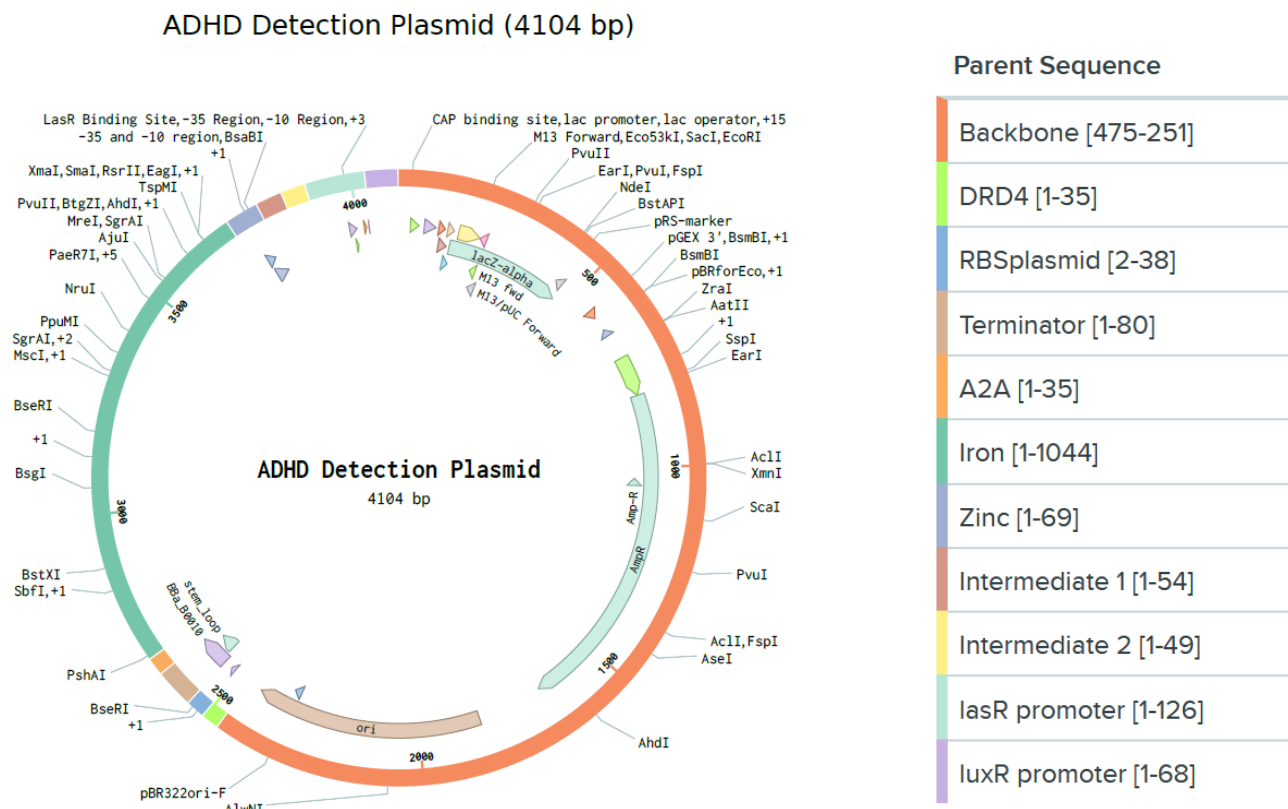 ADHD Detection Plasmid (4104 bp)
LasR Binding Site,-35 Region,-10 Region,+3
-35 and -10 region,BsaBI
+1
XmaI,SmaI,RsrII,EagI,+1
TspMI
PvuII,BtgZI,AhdI,+1
MreI,SgrAI
AjuI
PaeR7I,+5
NruI
PpuMI
SgrAI,+2
MscI,+1
BseRI
+1
BsgI
BstXI
SbfI,+1
PshAI
BseRI
+1
pBR322ori-F
AlwNI
CAP binding site,lac promoter,lac operator,+15
M13 Forward,Eco53kI,SacI,EcoRI
PvuII
EarI,PvuI,FspI
NdeI
BstAPI
pRS-marker
pGEX 3',BsmBI,+1
BsmBI
pBRforEco,+1
ZraI
AatII
+1
SspI
EarI
AclI
XmnI
ScaI
PvuI
AclI,FspI
AseI
AhdI
4000
500
1000
1500
2000
2500
3000
3500
lacZ-alpha
M13 fwd
M13/pUC Forward
Amp-R
AmpR
ori
stem_loop
BBa_B0010
ADHD Detection Plasmid
4104 bp
Parent Sequence
Backbone [475-251]
DRD4 [1-35]
RBSplasmid [2-38]
Terminator [1-80]
A2A [1-35]
Iron [1-1044]
Zinc [1-69]
Intermediate 1 [1-54]
Intermediate 2 [1-49]
lasR promoter [1-126]
luxR promoter [1-68]